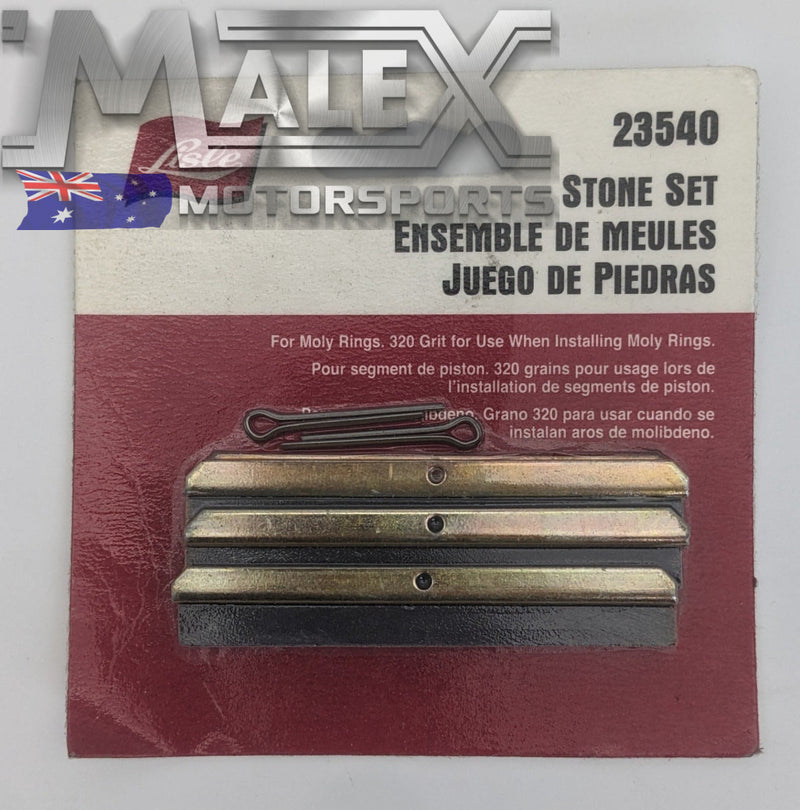 MALEX
MOTORSPORTS
Lisle
23540
STONE SET
ENSEMBLE DE MEULES
JUEGO DE PIEDRAS
For Moly Rings. 320 Grit for Use When Installing Moly Rings.
Pour segment de piston. 320 grains pour usage lors de
l'installation de segments de piston.
Grano 320 para usar cuando se
instalan aros de molibdeno.